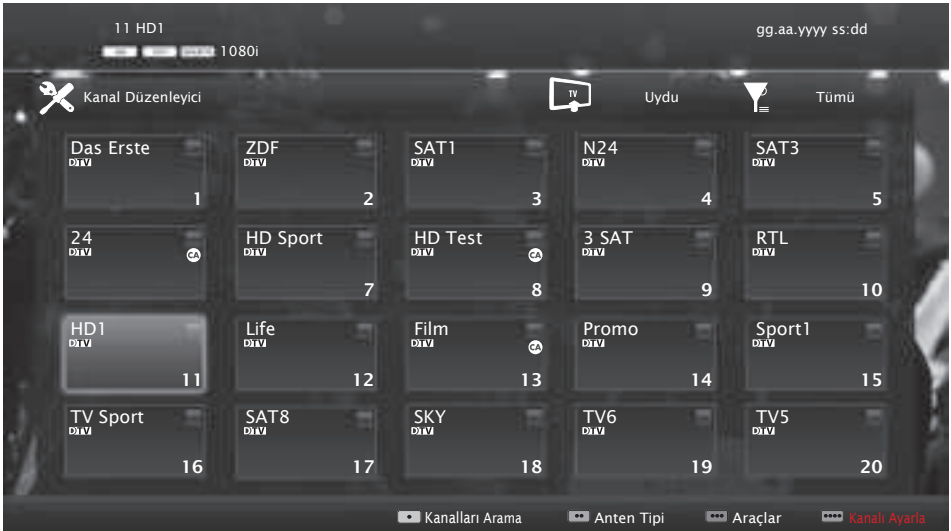 11 HD1
gg.aa.yyyy ss:dd
1080i
Kanal Düzenleyici
TV
Uydu
Tümü
Das Erste
DTV
1
ZDF
DTV
2
SAT1
DTV
3
N24
DTV
4
SAT3
DTV
5
24
DTV
CA
HD Sport
DTV
7
HD Test
DTV
CA
8
3 SAT
DTV
9
RTL
DTV
10
HD1
DTV
11
Life
DTV
12
Film
DTV
CA
13
Promo
DTV
14
Sport1
DTV
15
TV Sport
DTV
16
SAT8
DTV
17
SKY
DTV
18
TV6
DTV
19
TV5
DTV
20
Kanalları Arama
Anten Tipi
Araçlar
Kanalı Ayarla